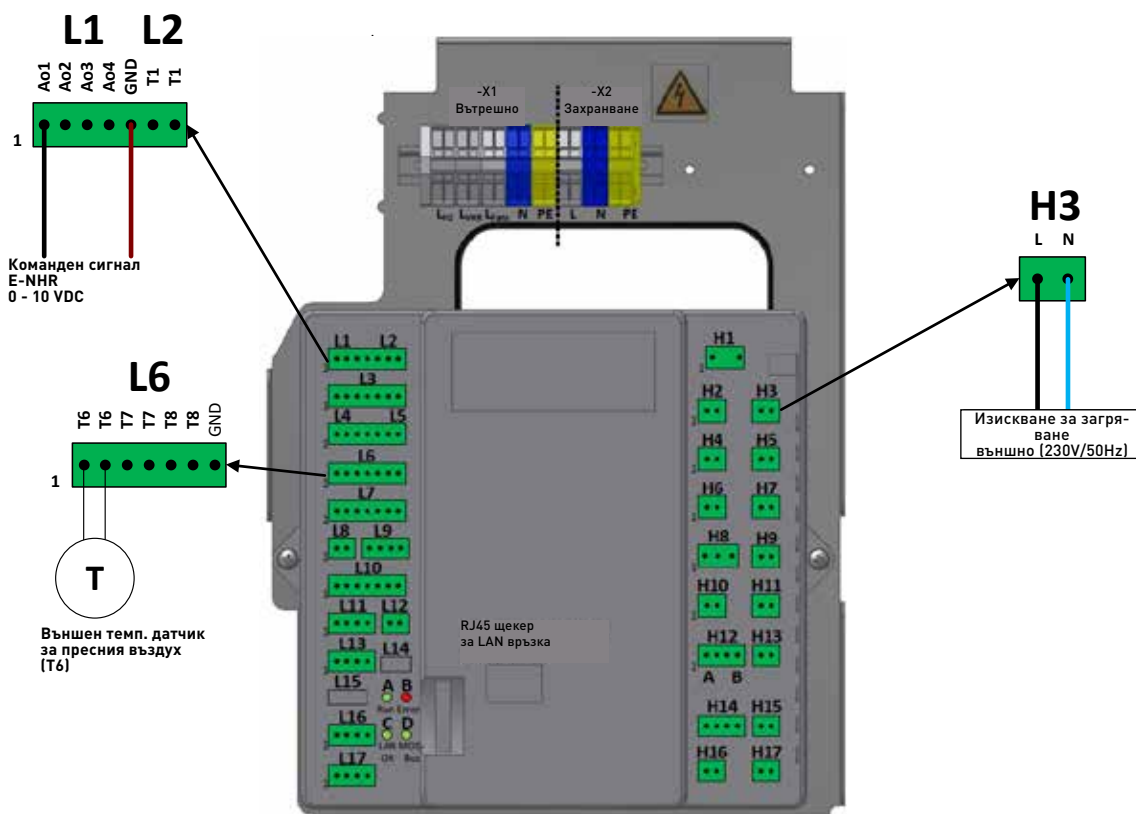 L1 L2
Ao1
Ao2
Ao3
Ao4
GND
T1
T1
1
Команден сигнал
E-NHR
0 - 10 VDC
L6
T6
T6
T7
T7
T8
T8
GND
1
T
Външен темп. датчик
за пресния въздух
(T6)
-X1
Вътрешно
-X2
Захранване
N PE L N PE
L1 L2
L3
L4 L5
L6
L7
L8 L9
L10
L11 L12
L13 L14
L15 A B
Run Error
L16 C D
LAN
OK Bus
L17
RJ45 щекер
за LAN връзка
H1
H2 H3
H4 H5
H6 H7
H8 H9
H10 H11
H12 H13
A B
H14 H15
H16 H17
H3
L N
Изискване за загря-
ване
външно (230V/50Hz)